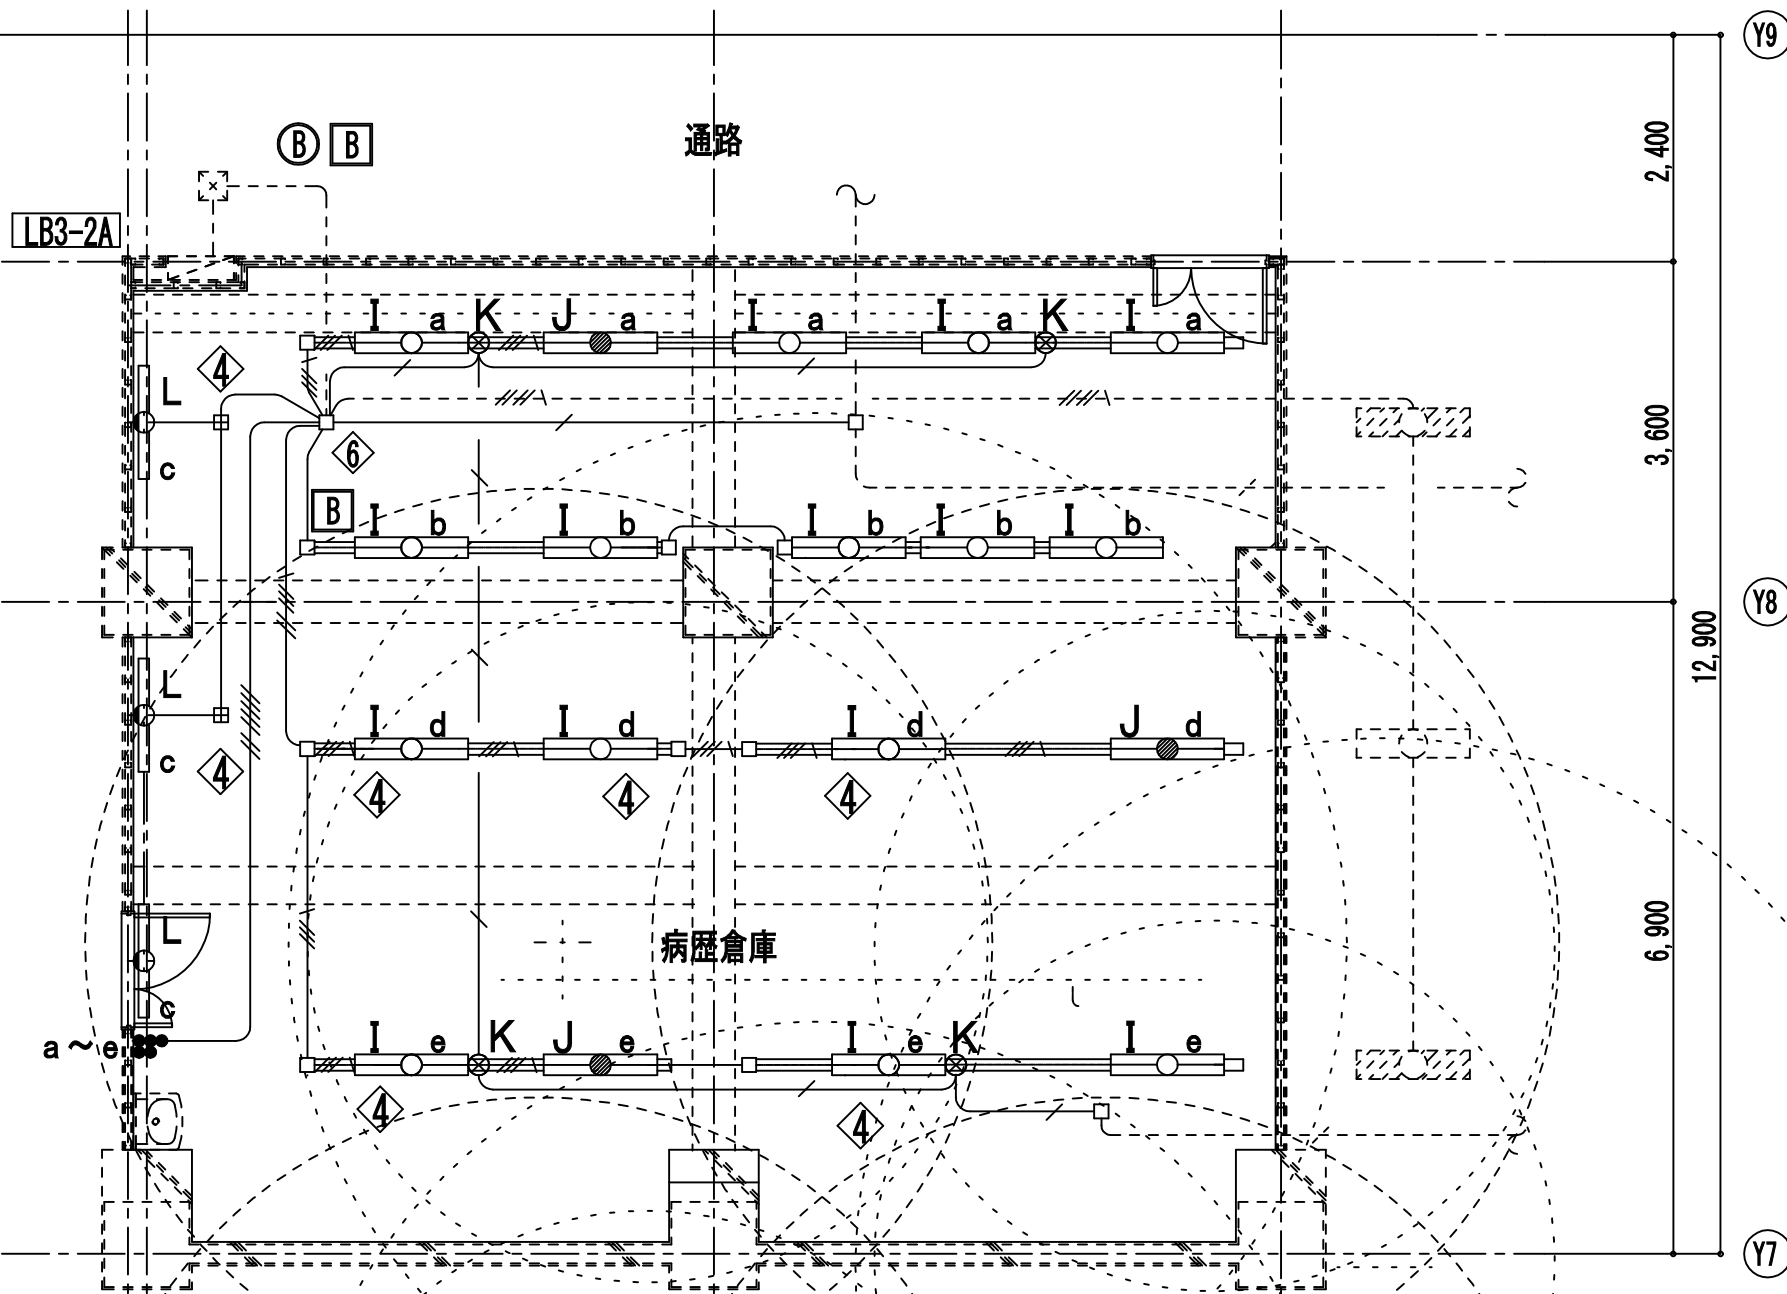 Y9
B B 通路
2,400
LB3-2A
I a K J a I a I a K I a
4 L
c
6
3,600
B I b I b I b I b I b
Y8
12,900
L
c
I d I d I d J d
4 4 4 4
6,900
病歴倉庫
L
c
a～e
I e K J e I e K I e
4 4
Y7